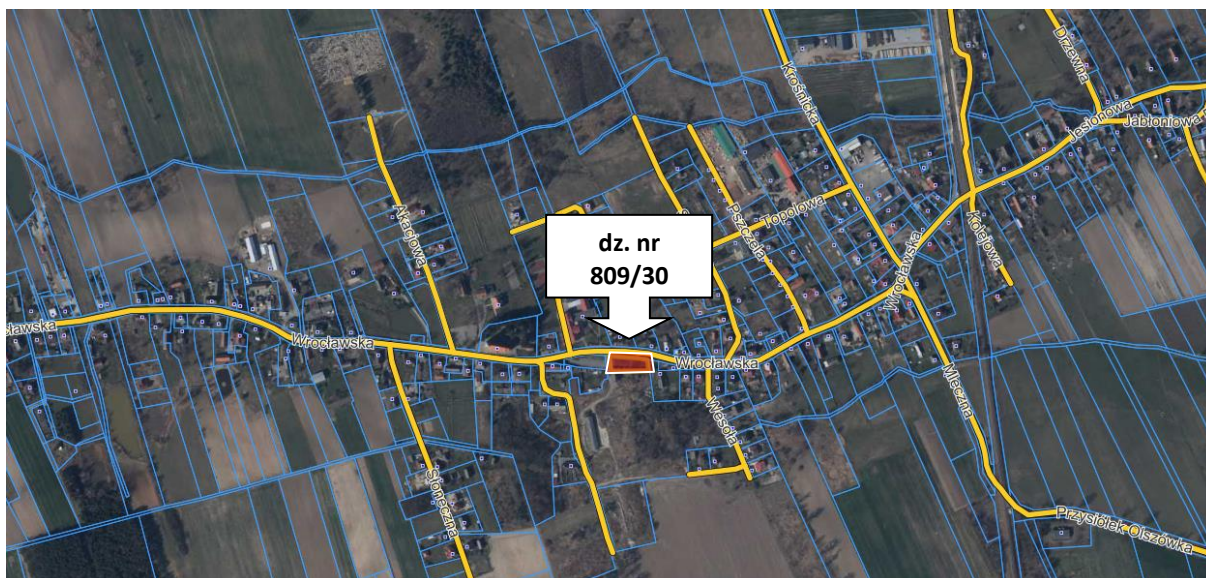 Drzewna
Krośnicka
Jesionowa
Jabłoniowa
Akacjowa
Pszczela
Topolowa
Kolejowa
dz. nr
809/30
Wrocławska
Wrocławska
Wrocławska
Wesoła
Mleczna
Słoneczna
Przysiółek Olszówka